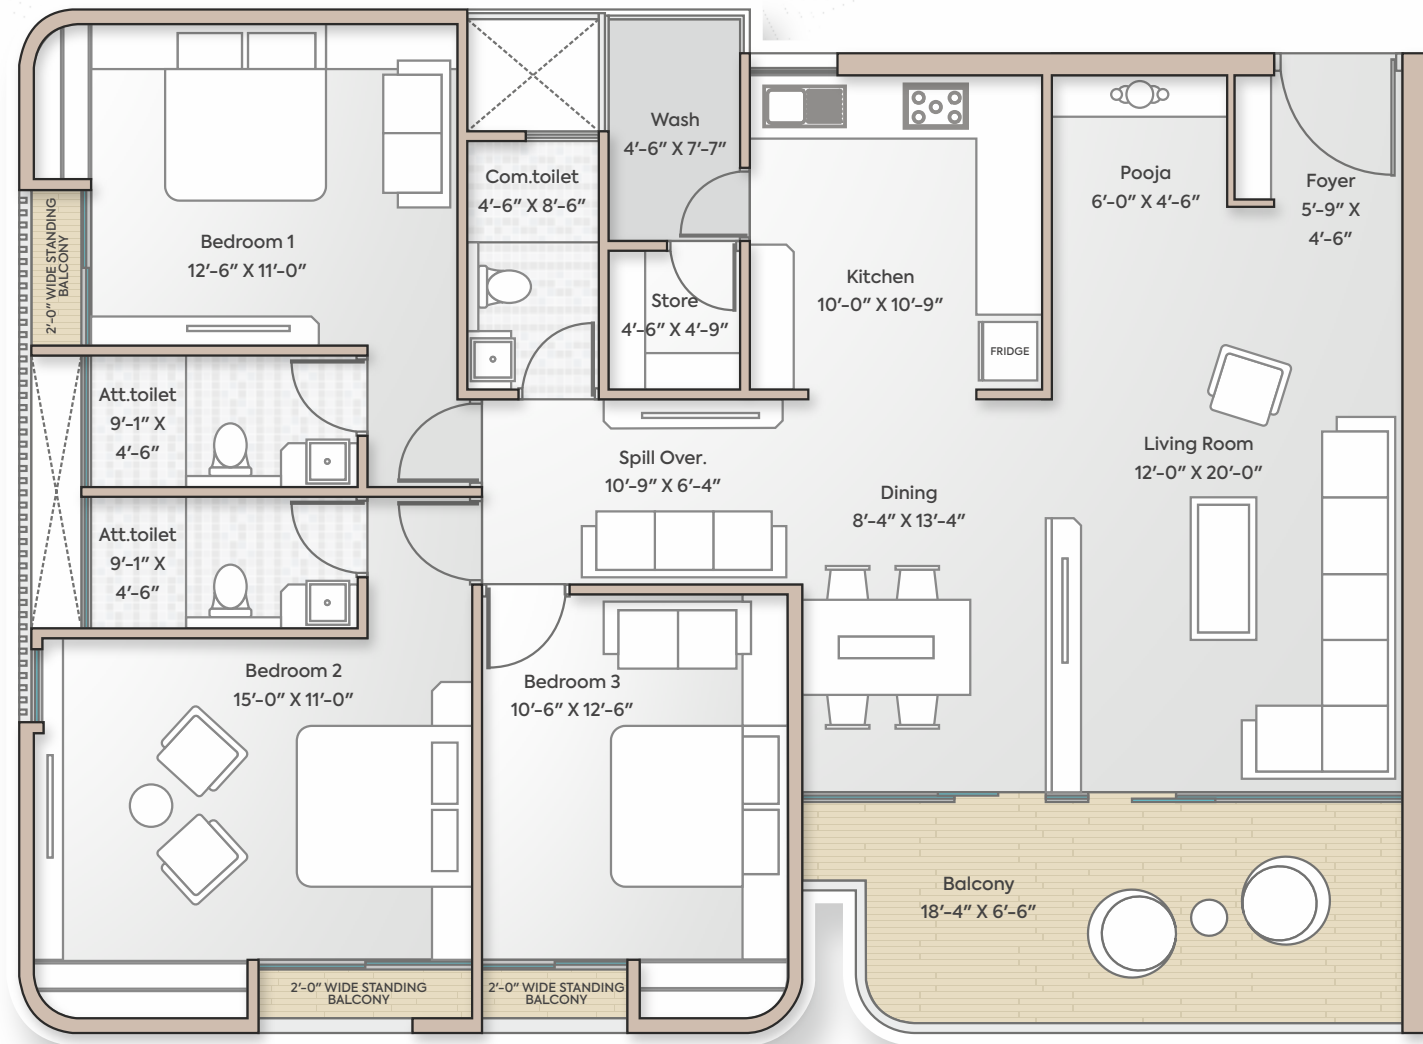 Wash
4'-6" X 7'-7"
Com.toilet
4'-6" X 8'-6"
Pooja
6'-0" X 4'-6"
Foyer
5'-9" X
4'-6"
Bedroom 1
12'-6" X 11'-0"
2'-0" WIDE STANDING
BALCONY
Kitchen
10'-0" X 10'-9"
Store
4'-6" X 4'-9"
FRIDGE
Att.toilet
9'-1" X
4'-6"
Living Room
12'-0" X 20'-0"
Spill Over.
10'-9" X 6'-4"
Dining
8'-4" X 13'-4"
Att.toilet
9'-1" X
4'-6"
Bedroom 2
15'-0" X 11'-0"
Bedroom 3
10'-6" X 12'-6"
Balcony
18'-4" X 6'-6"
2'-0" WIDE STANDING
BALCONY
2'-0" WIDE STANDING
BALCONY